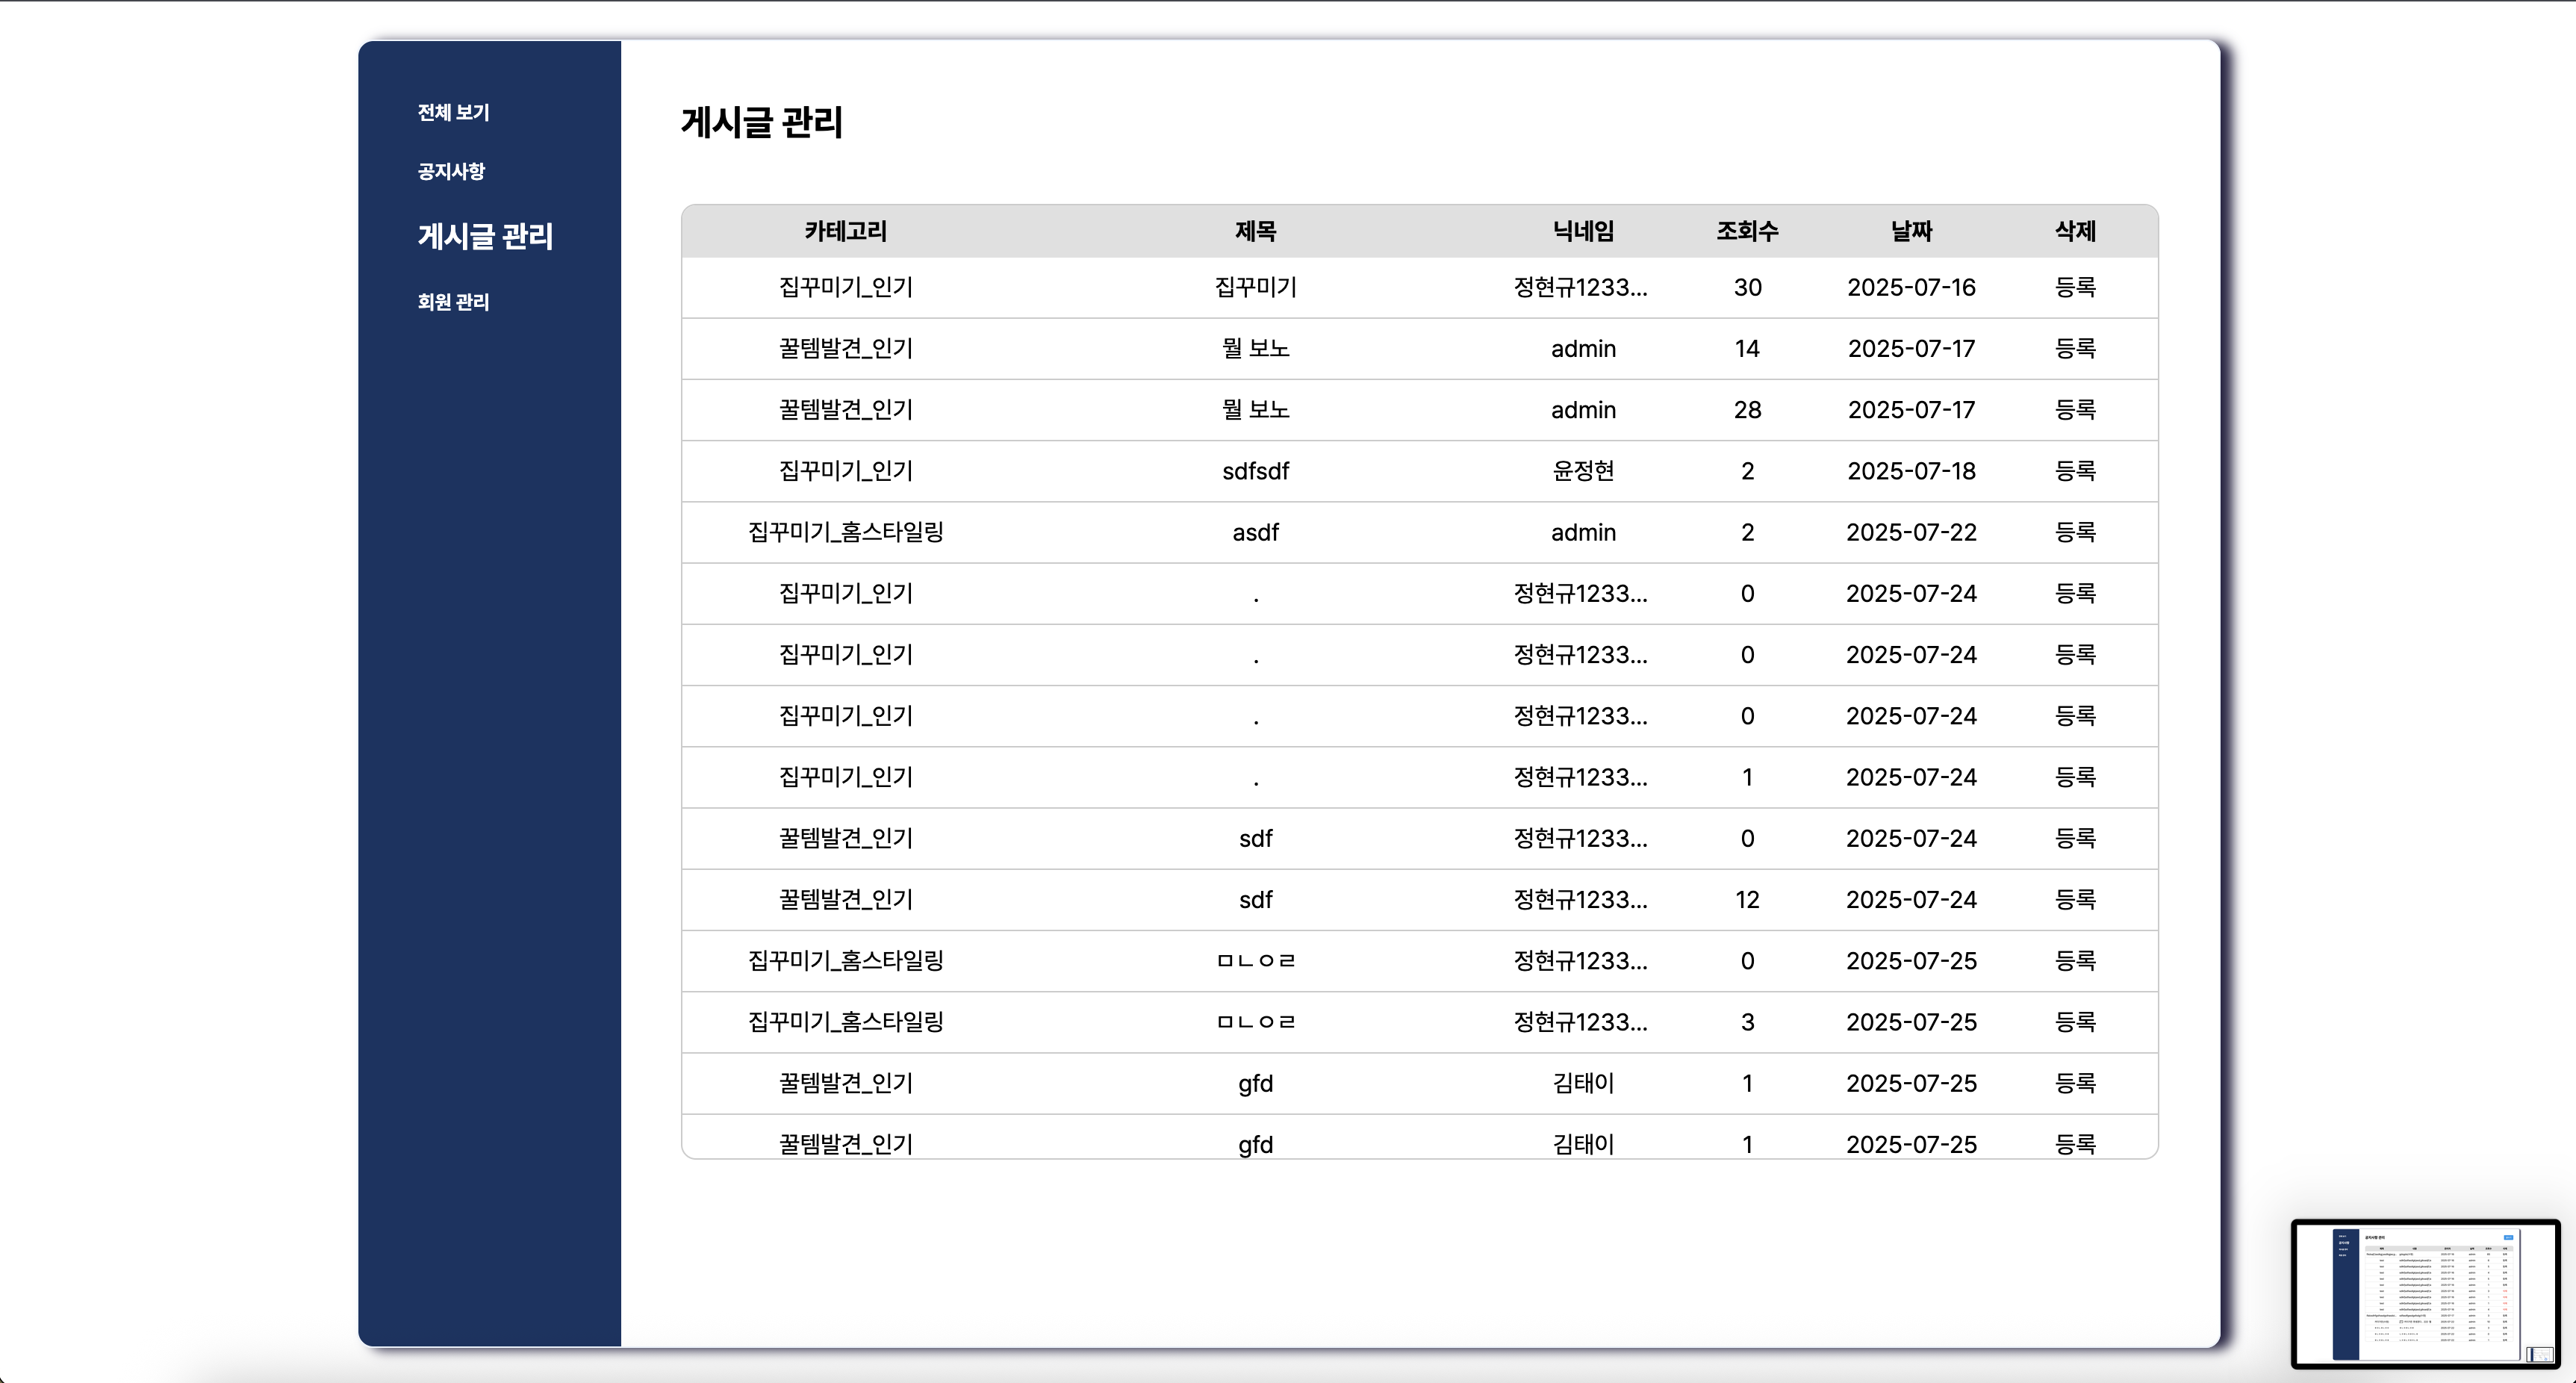 전체 보기
공지사항
게시글 관리
회원 관리
게시글 관리
카테고리 제목 닉네임 조회수 날짜 삭제
집꾸미기_인기 집꾸미기 정현규1233... 30 2025-07-16 등록
꿀템발견_인기 뭘 보노 admin 14 2025-07-17 등록
꿀템발견_인기 뭘 보노 admin 28 2025-07-17 등록
집꾸미기_인기 sdfsdf 윤정현 2 2025-07-18 등록
집꾸미기_홈스타일링 asdf admin 2 2025-07-22 등록
집꾸미기_인기 . 정현규1233... 0 2025-07-24 등록
집꾸미기_인기 . 정현규1233... 0 2025-07-24 등록
집꾸미기_인기 . 정현규1233... 0 2025-07-24 등록
집꾸미기_인기 . 정현규1233... 1 2025-07-24 등록
꿀템발견_인기 sdf 정현규1233... 0 2025-07-24 등록
꿀템발견_인기 sdf 정현규1233... 12 2025-07-24 등록
집꾸미기_홈스타일링 ㅁㄴㅇㄹ 정현규1233... 0 2025-07-25 등록
집꾸미기_홈스타일링 ㅁㄴㅇㄹ 정현규1233... 3 2025-07-25 등록
꿀템발견_인기 gfd 김태이 1 2025-07-25 등록
꿀템발견_인기 gfd 김태이 1 2025-07-25 등록